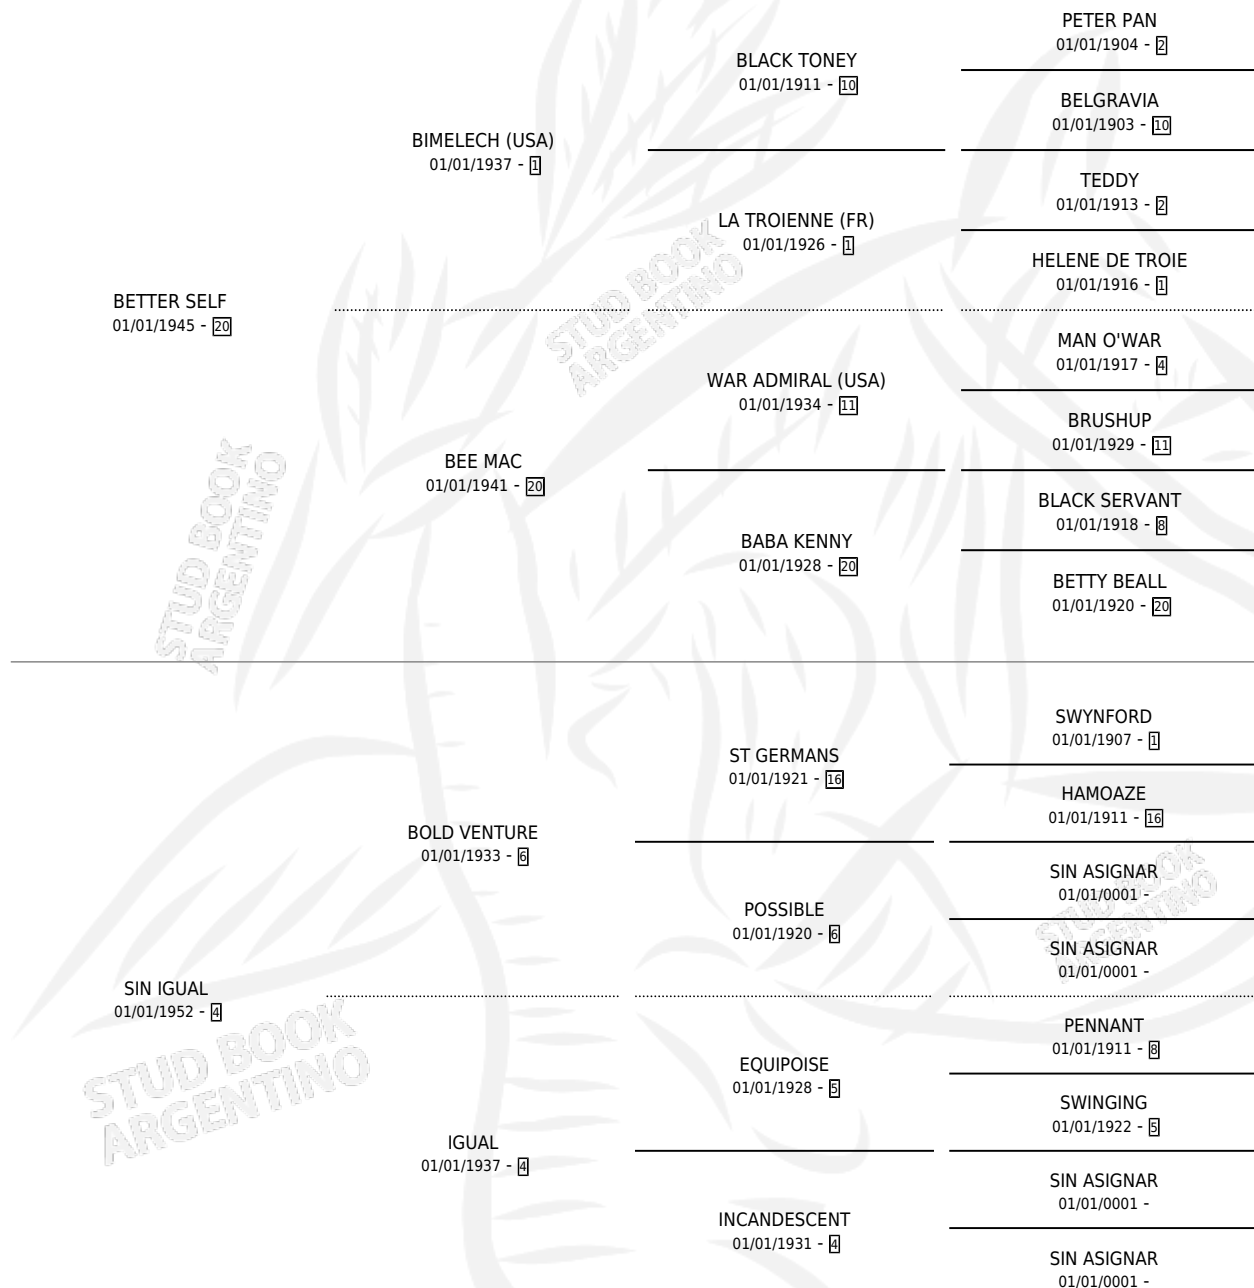 PETER PAN
01/01/1904 - 2
BLACK TONEY
01/01/1911 - 10
BELGRAVIA
01/01/1903 - 10
BIMELECH (USA)
01/01/1937 - 1
TEDDY
01/01/1913 - 2
LA TROIENNE (FR)
01/01/1926 - 1
HELENE DE TROIE
01/01/1916 - 1
BETTER SELF
01/01/1945 - 20
STUD BOOK
ARGENTINO
MAN O'WAR
01/01/1917 - 4
WAR ADMIRAL (USA)
01/01/1934 - 11
BRUSHUP
01/01/1929 - 11
BEE MAC
01/01/1941 - 20
BLACK SERVANT
01/01/1918 - 8
BABA KENNY
01/01/1928 - 20
BETTY BEALL
01/01/1920 - 20
STUD BOOK
ARGENTINO
SWYNFORD
01/01/1907 - 1
ST GERMANS
01/01/1921 - 16
HAMOAZE
01/01/1911 - 16
BOLD VENTURE
01/01/1933 - 6
SIN ASIGNAR
01/01/0001 -
POSSIBLE
01/01/1920 - 6
STUD BOOK
ARGENTINO
SIN ASIGNAR
01/01/0001 -
SIN IGUAL
01/01/1952 - 4
STUD BOOK
ARGENTINO
PENNANT
01/01/1911 - 8
EQUIPOISE
01/01/1928 - 5
SWINGING
01/01/1922 - 5
IGUAL
01/01/1937 - 4
SIN ASIGNAR
01/01/0001 -
INCANDESCENT
01/01/1931 - 4
SIN ASIGNAR
01/01/0001 -